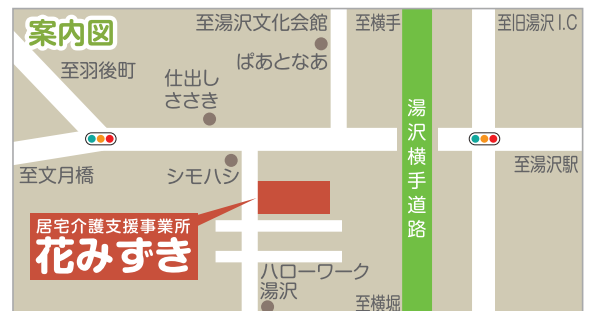 案内図
至湯沢文化会館
至横手
至旧湯沢I.C
ぱあとなあ
至羽後町
仕出し
ささき
湯沢横手道路
至湯沢駅
至文月橋
シモハシ
居宅介護支援事業所
花みずき
ハローワーク
湯沢
至横堀